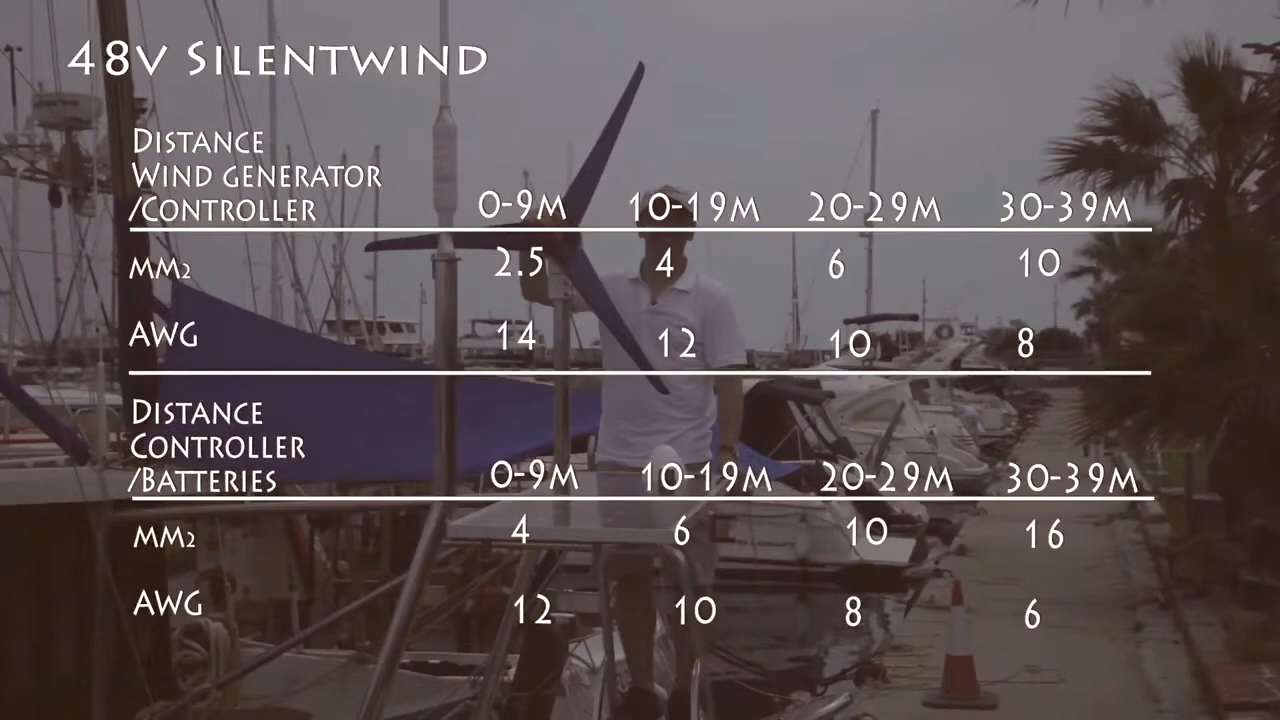 48V SILENTWIND
DISTANCE
WIND GENERATOR
/CONTROLLER 0-9M 10-19M 20-29M 30-39M
MM2 2.5 4 6 10
AWG 14 12 10 8
DISTANCE
CONTROLLER
/BATTERIES 0-9M 10-19M 20-29M 30-39M
MM2 4 6 10 16
AWG 12 10 8 6